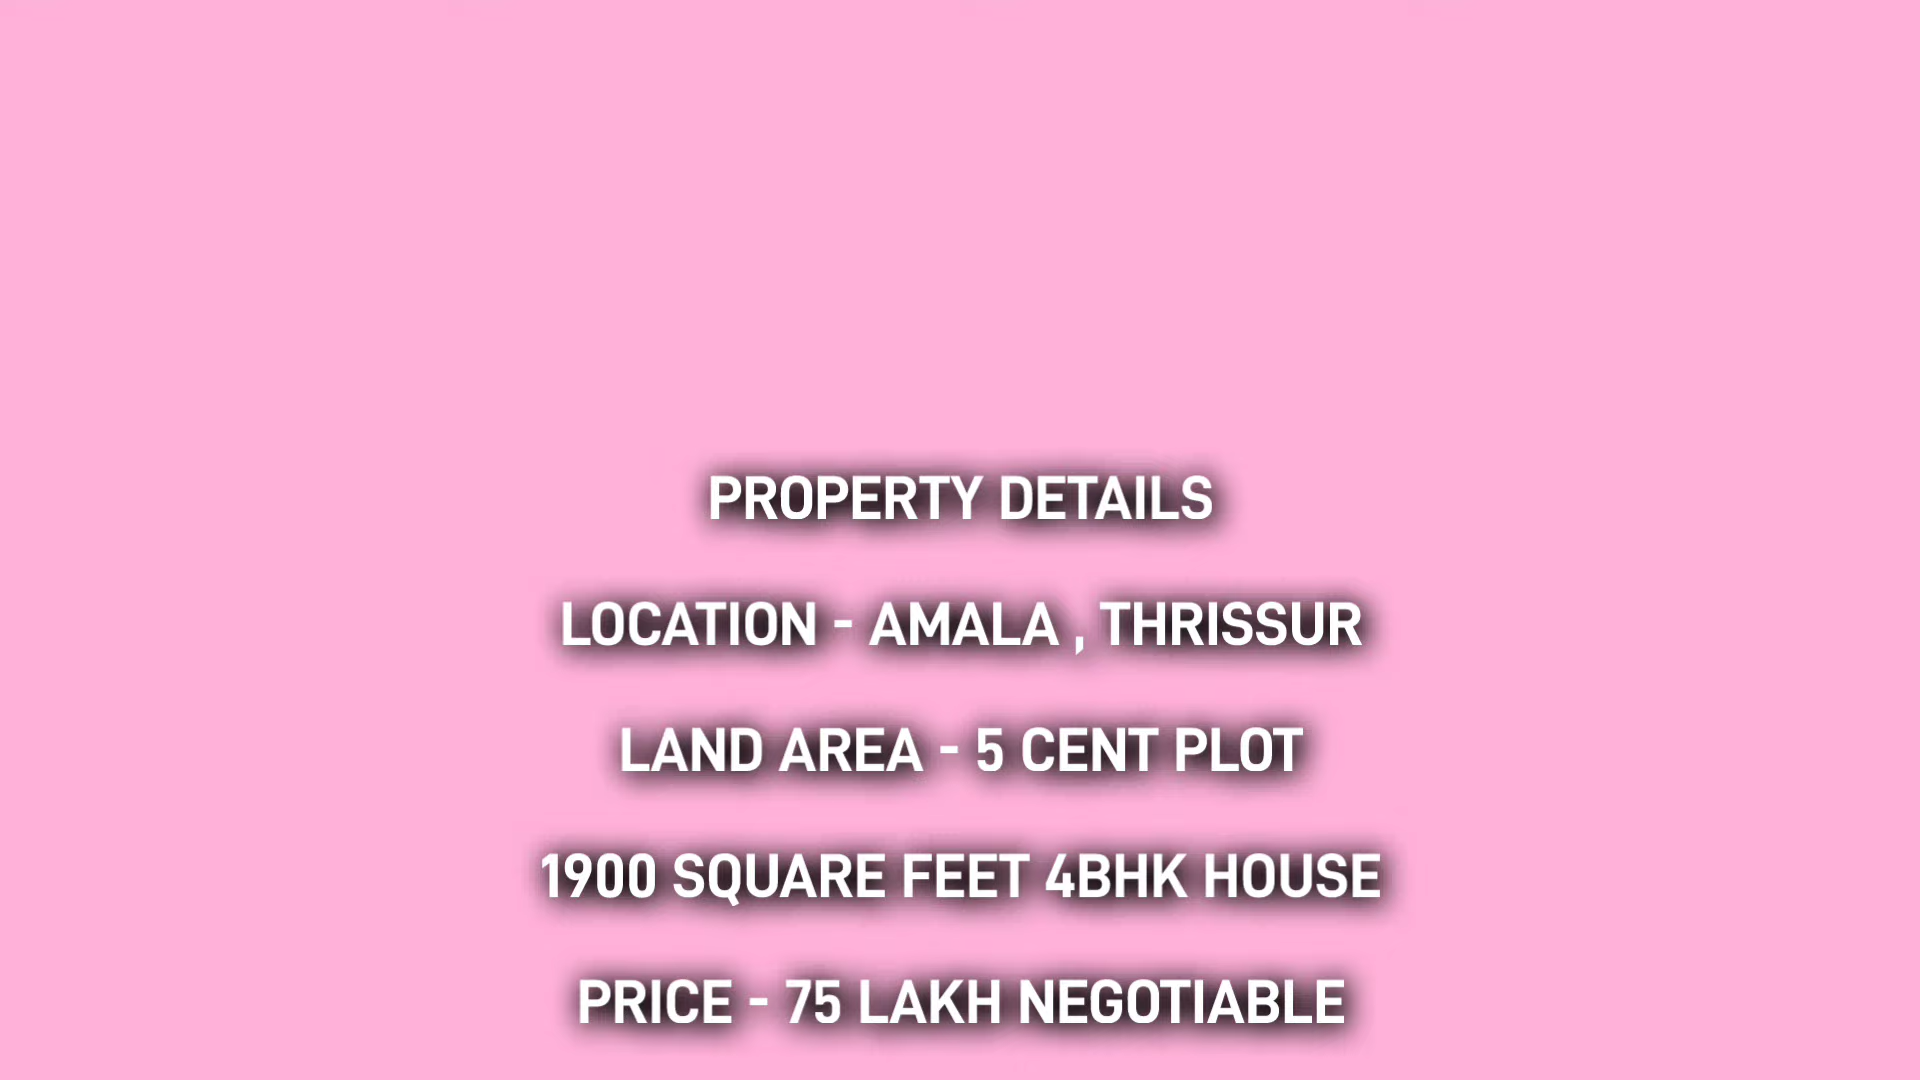 PROPERTY DETAILS
LOCATION - AMALA , THRISSUR
LAND AREA - 5 CENT PLOT
1900 SQUARE FEET 4BHK HOUSE
PRICE - 75 LAKH NEGOTIABLE